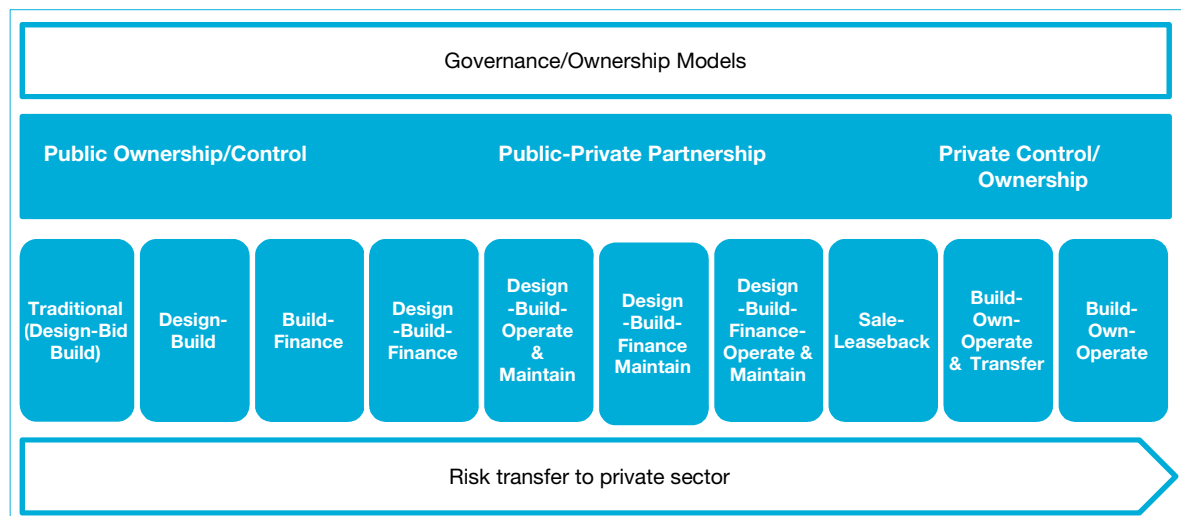 Governance/Ownership Models
Public Ownership/Control
Public-Private Partnership
Private Control/
Ownership
Traditional
(Design-Bid
Build)
Design-
Build
Build-
Finance
Design
-Build-
Finance
Design
-Build-
Operate
&
Maintain
Design
-Build-
Finance
Maintain
Design
-Build-
Finance-
Operate &
Maintain
Sale-
Leaseback
Build-
Own-
Operate
& Transfer
Build-
Own-
Operate
Risk transfer to private sector